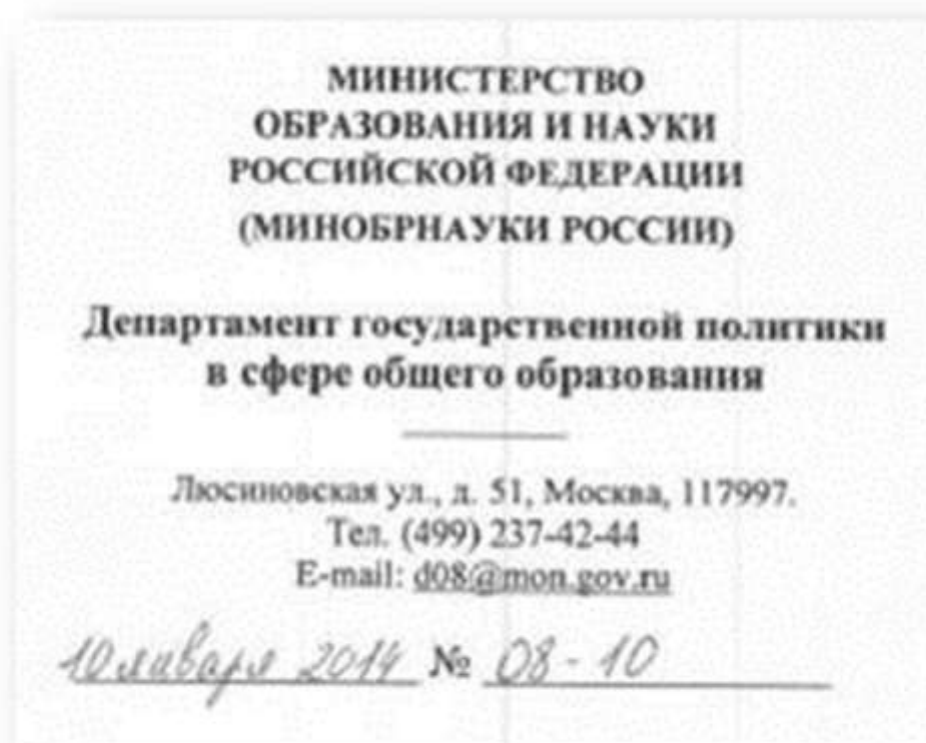 МИНИСТЕРСТВО
ОБРАЗОВАНИЯ И НАУКИ
РОССИЙСКОЙ ФЕДЕРАЦИИ
(МИНОБРНАУКИ РОССИИ)
Департамент государственной политики
в сфере общего образования
Люсиновская ул., д. 51, Москва, 117997.
Тел. (499) 237-42-44
E-mail: d08@mon.gov.ru
10 января 2014 № 08-10